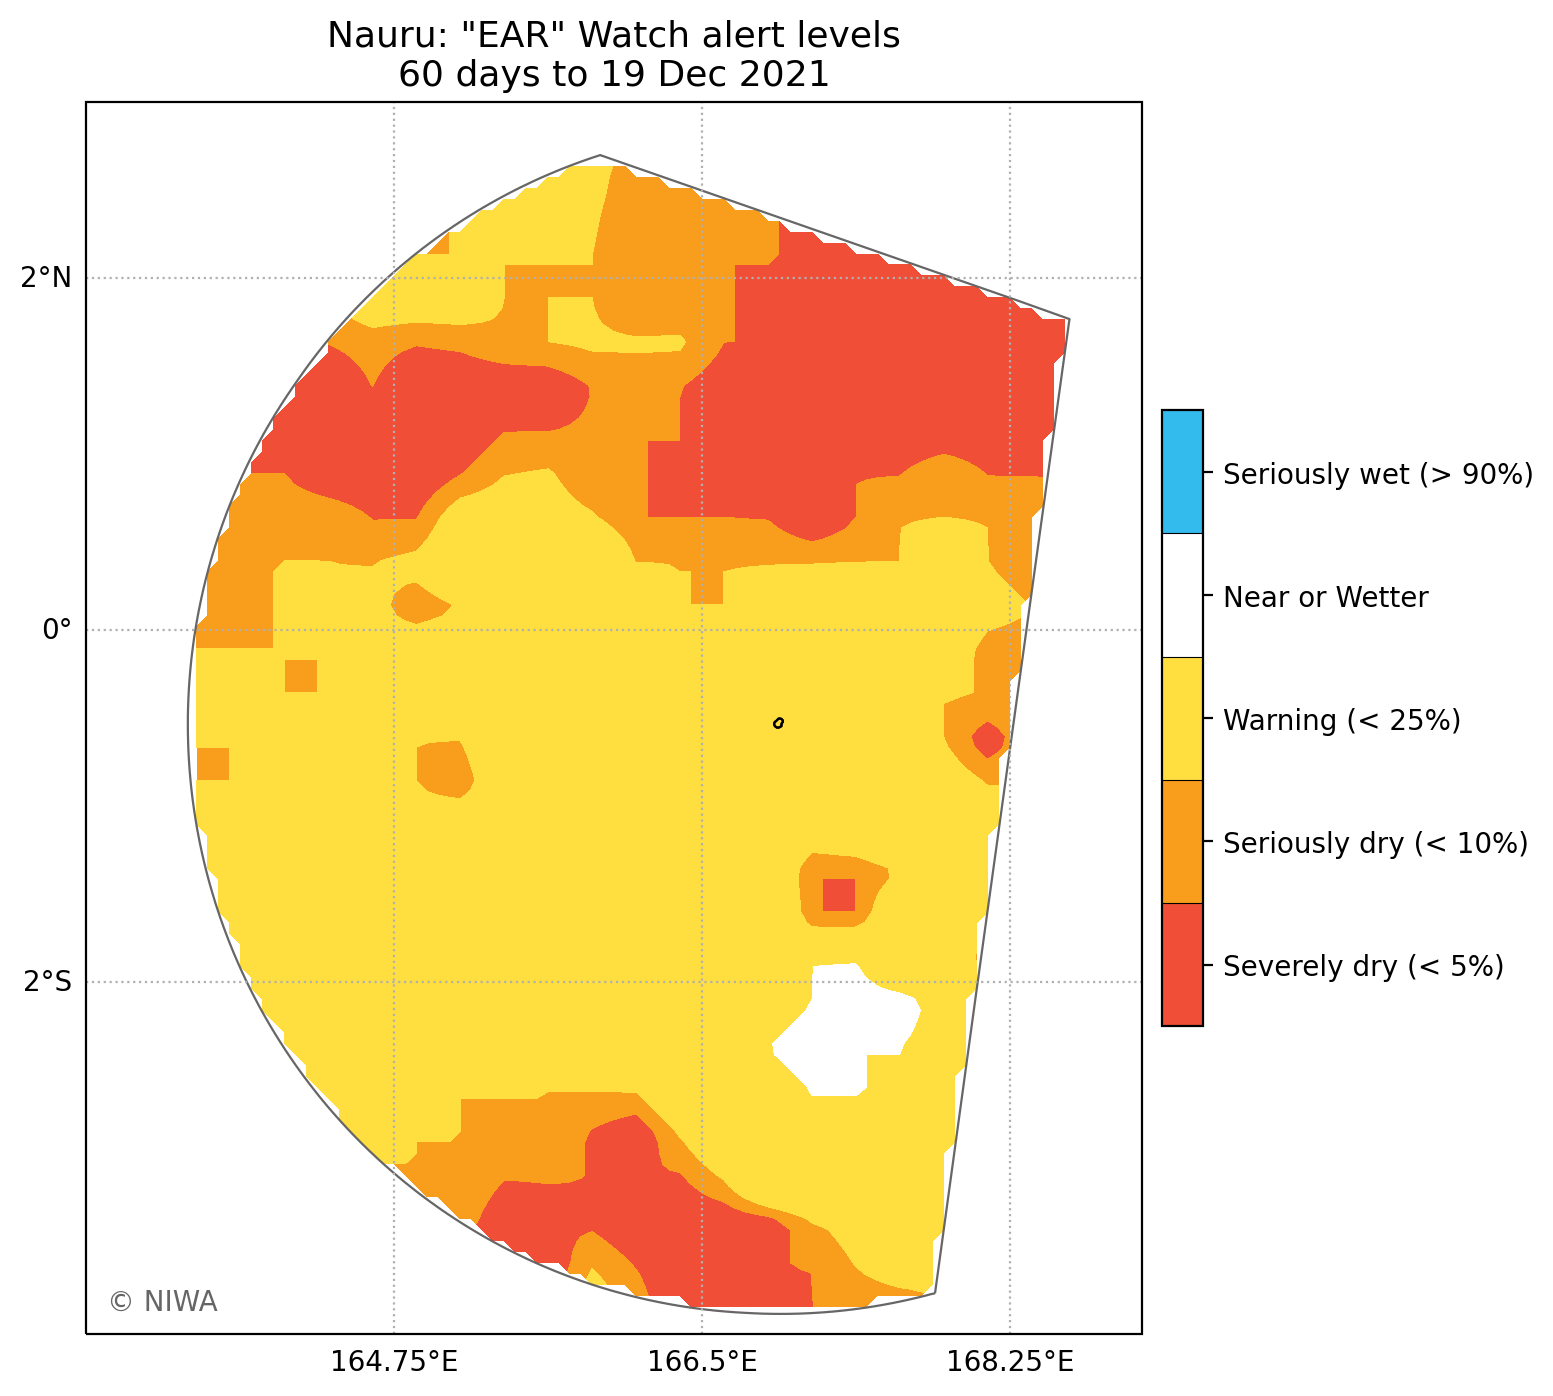 Nauru: "EAR" Watch alert levels
60 days to 19 Dec 2021
2°N
0°
2°S
164.75°E
166.5°E
168.25°E
Seriously wet (> 90%)
Near or Wetter
Warning (< 25%)
Seriously dry (< 10%)
Severely dry (< 5%)
© NIWA